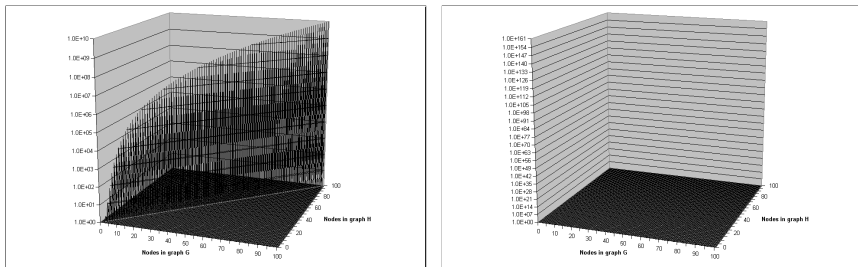 1.0E+10
1.0E+09
1.0E+08
1.0E+07
1.0E+06
1.0E+05
1.0E+04
1.0E+03
1.0E+02
1.0E+01
1.0E+00
0 10 20 30 40 50 60 70 80 90 100
Nodes in graph G
0 20 40 60 80 100
Nodes in graph H
1.0E+161
1.0E+154
1.0E+147
1.0E+140
1.0E+133
1.0E+126
1.0E+119
1.0E+112
1.0E+105
1.0E+98
1.0E+91
1.0E+84
1.0E+77
1.0E+70
1.0E+63
1.0E+56
1.0E+49
1.0E+42
1.0E+35
1.0E+28
1.0E+21
1.0E+14
1.0E+07
1.0E+00
0 10 20 30 40 50 60 70 80 90 100
Nodes in graph G
0 20 40 60 80 100
Nodes in graph H